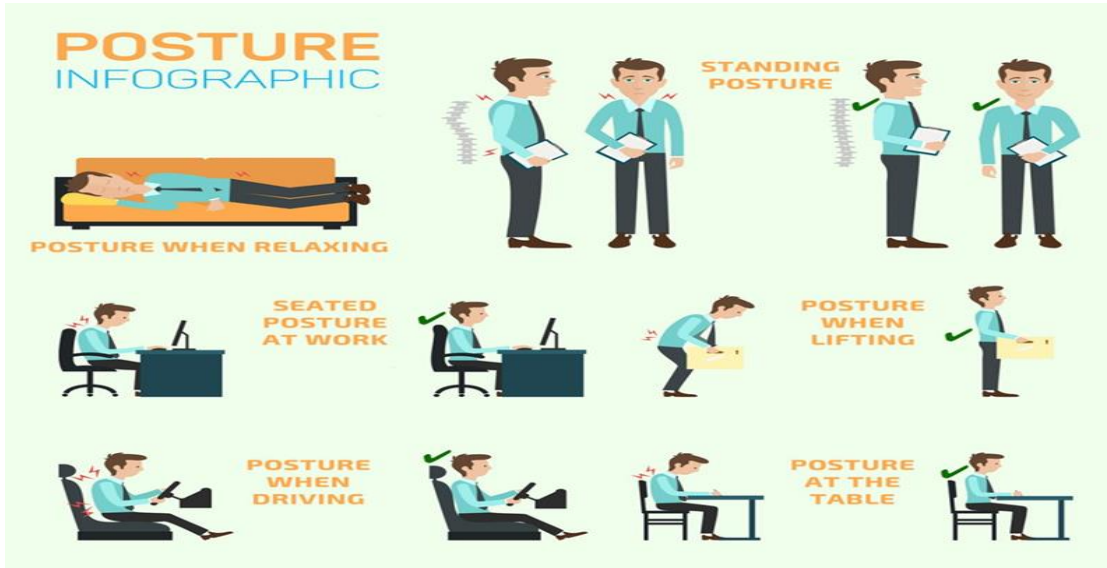 POSTURE
INFOGRAPHIC
STANDING
POSTURE
POSTURE WHEN RELAXING
SEATED
POSTURE
AT WORK
POSTURE
WHEN
LIFTING
POSTURE
WHEN
DRIVING
POSTURE
AT THE
TABLE